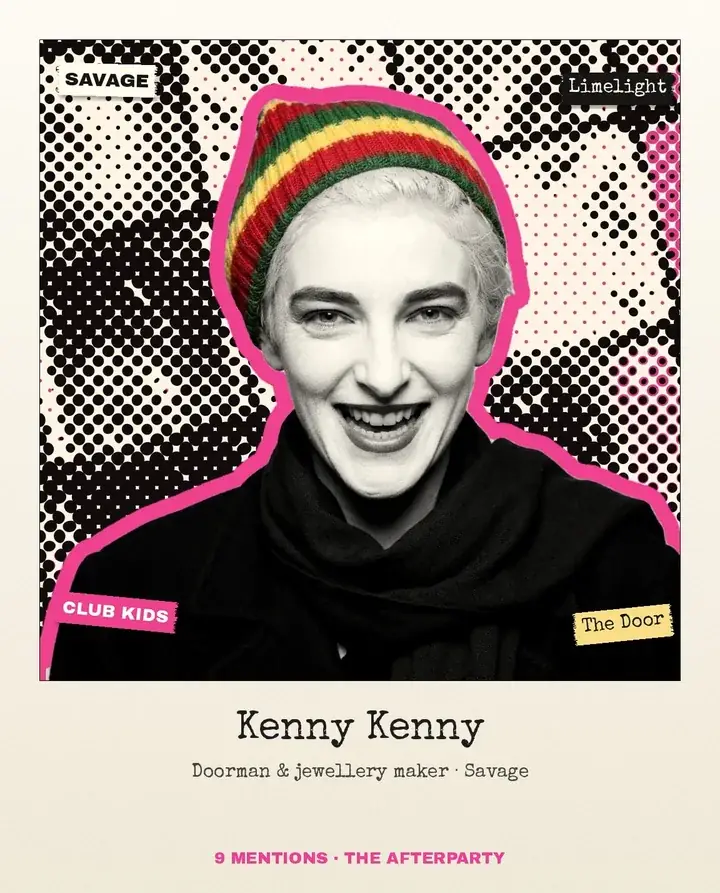 SAVAGE
Limelight
CLUB KIDS
The Door
Kenny Kenny
Doorman & jewellery maker · Savage
9 MENTIONS · THE AFTERPARTY